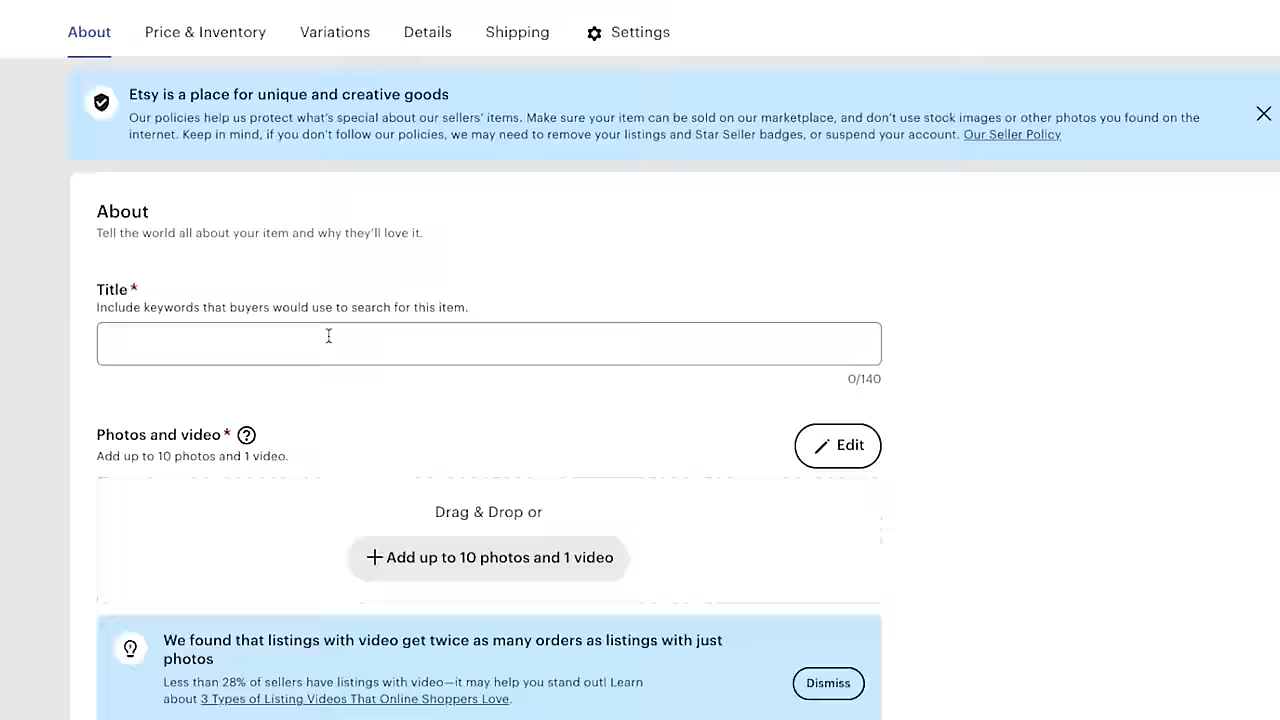 About Price & Inventory Variations Details Shipping Settings
Etsy is a place for unique and creative goods
Our policies help us protect what's special about our sellers' items. Make sure your item can be sold on our marketplace, and don't use stock images or other photos you found on the
internet. Keep in mind, if you don't follow our policies, we may need to remove your listings and Star Seller badges, or suspend your account. Our Seller Policy
About
Tell the world all about your item and why they'll love it.
Title *
Include keywords that buyers would use to search for this item.
0/140
Photos and video *
Add up to 10 photos and 1 video.
Edit
Drag & Drop or
Add up to 10 photos and 1 video
We found that listings with video get twice as many orders as listings with just
photos
Less than 28% of sellers have listings with video—it may help you stand out! Learn
about 3 Types of Listing Videos That Online Shoppers Love.
Dismiss